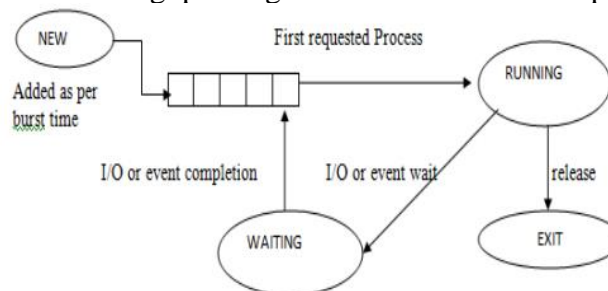 NEW
First requested Process
RUNNING
Added as per
burst time
I/O or event completion
I/O or event wait
release
WAITING
EXIT